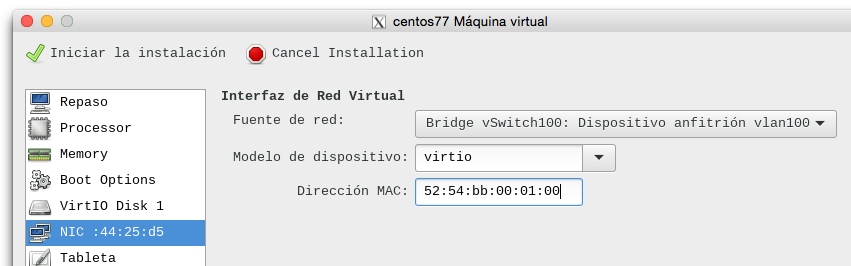 centos77 Máquina virtual
Iniciar la instalación Cancel Installation
Repaso
Processor
Memory
Boot Options
VirtIO Disk 1
NIC :44:25:d5
Tableta
Interfaz de Red Virtual
Fuente de red: Bridge vSwitch100: Dispositivo anfitrión vlan100
Modelo de dispositivo: virtio
Dirección MAC: 52:54:bb:00:01:00